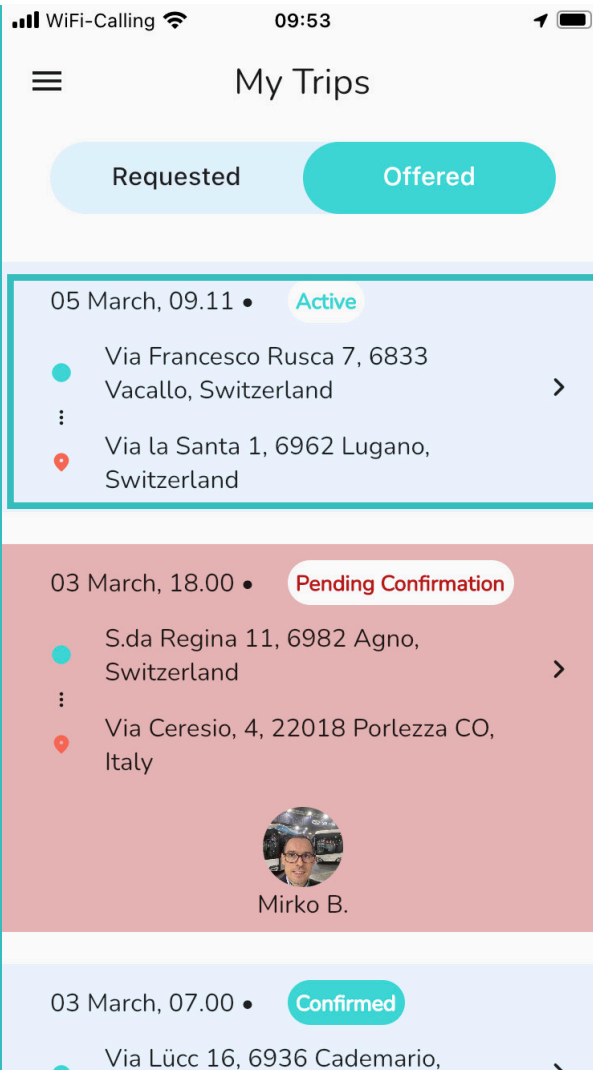 WiFi-Calling 09:53
My Trips
Requested Offered
05 March, 09.11 • Active
Via Francesco Rusca 7, 6833
Vacallo, Switzerland
Via la Santa 1, 6962 Lugano,
Switzerland
03 March, 18.00 • Pending Confirmation
S.da Regina 11, 6982 Agno,
Switzerland
Via Ceresio, 4, 22018 Porlezza CO,
Italy
Mirko B.
03 March, 07.00 • Confirmed
Via Lücc 16, 6936 Cademario,